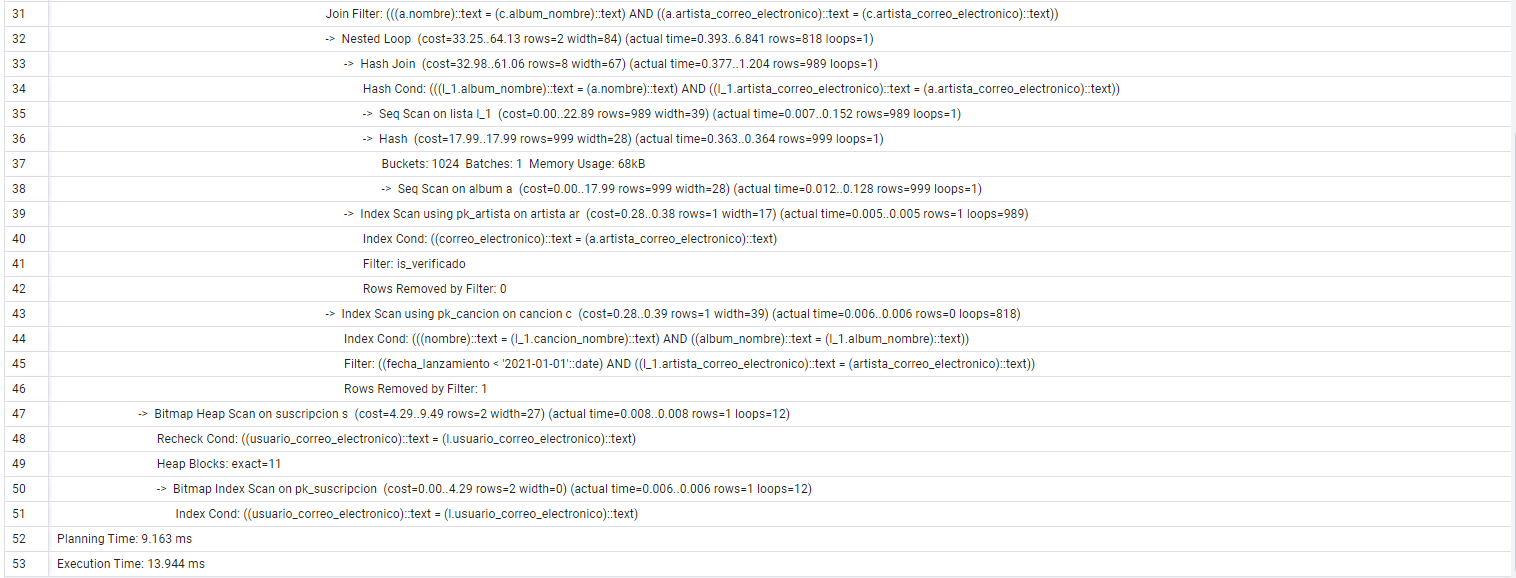 31 Join Filter: (((a.nombre)::text = (c.album_nombre)::text) AND ((a.artista_correo_electronico)::text = (c.artista_correo_electronico)::text))
32 -> Nested Loop (cost=33.25..64.13 rows=2 width=84) (actual time=0.393..6.841 rows=818 loops=1)
33 -> Hash Join (cost=32.98..61.06 rows=8 width=67) (actual time=0.377..1.204 rows=989 loops=1)
34 Hash Cond: (((l_1.album_nombre)::text = (a.nombre)::text) AND ((l_1.artista_correo_electronico)::text = (a.artista_correo_electronico)::text))
35 -> Seq Scan on lista l_1 (cost=0.00..22.89 rows=989 width=39) (actual time=0.007..0.152 rows=989 loops=1)
36 -> Hash (cost=17.99..17.99 rows=999 width=28) (actual time=0.363..0.364 rows=999 loops=1)
37 Buckets: 1024 Batches: 1 Memory Usage: 68kB
38 -> Seq Scan on album a (cost=0.00..17.99 rows=999 width=28) (actual time=0.012..0.128 rows=999 loops=1)
39 -> Index Scan using pk_artista on artista ar (cost=0.28..0.38 rows=1 width=17) (actual time=0.005..0.005 rows=1 loops=989)
40 Index Cond: ((correo_electronico)::text = (a.artista_correo_electronico)::text)
41 Filter: is_verificado
42 Rows Removed by Filter: 0
43 -> Index Scan using pk_cancion on cancion c (cost=0.28..0.39 rows=1 width=39) (actual time=0.006..0.006 rows=0 loops=818)
44 Index Cond: (((nombre)::text = (l_1.cancion_nombre)::text) AND ((album_nombre)::text = (l_1.album_nombre)::text))
45 Filter: ((fecha_lanzamiento < '2021-01-01'::date) AND ((l_1.artista_correo_electronico)::text = (artista_correo_electronico)::text))
46 Rows Removed by Filter: 1
47 -> Bitmap Heap Scan on suscripcion s (cost=4.29..9.49 rows=2 width=27) (actual time=0.008..0.008 rows=1 loops=12)
48 Recheck Cond: ((usuario_correo_electronico)::text = (l.usuario_correo_electronico)::text)
49 Heap Blocks: exact=11
50 -> Bitmap Index Scan on pk_suscripcion (cost=0.00..4.29 rows=2 width=0) (actual time=0.006..0.006 rows=1 loops=12)
51 Index Cond: ((usuario_correo_electronico)::text = (l.usuario_correo_electronico)::text)
52 Planning Time: 9.163 ms
53 Execution Time: 13.944 ms